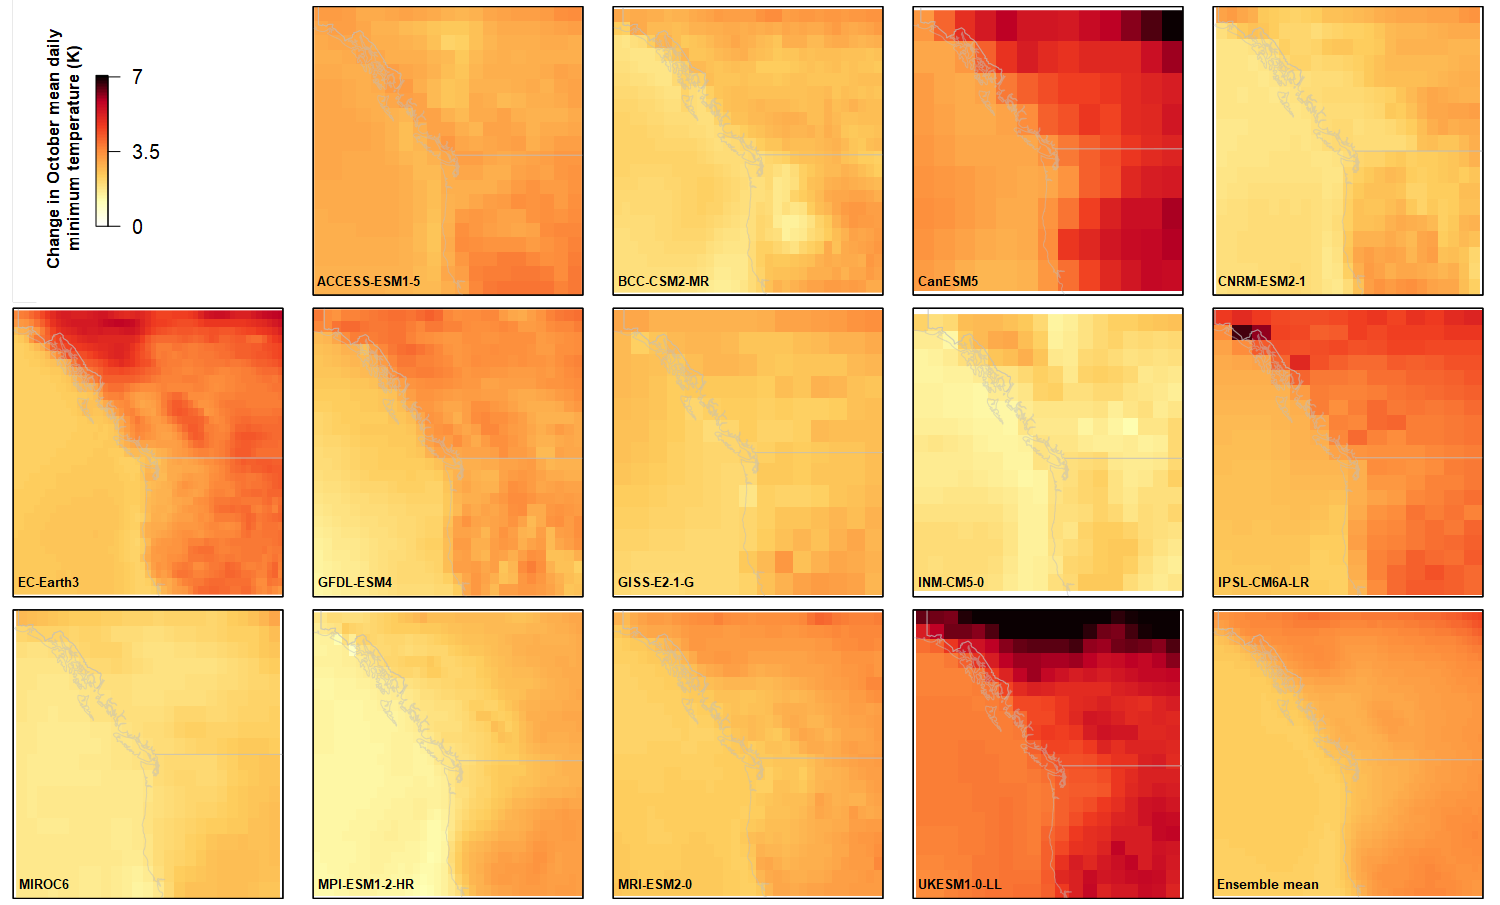 Change in October mean daily
minimum temperature (K)
7
3.5
0
ACCESS-ESM1-5
BCC-CSM2-MR
CanESM5
CNRM-ESM2-1
EC-Earth3
GFDL-ESM4
GISS-E2-1-G
INM-CM5-0
IPSL-CM6A-LR
MIROC6
MPI-ESM1-2-HR
MRI-ESM2-0
UKESM1-0-LL
Ensemble mean